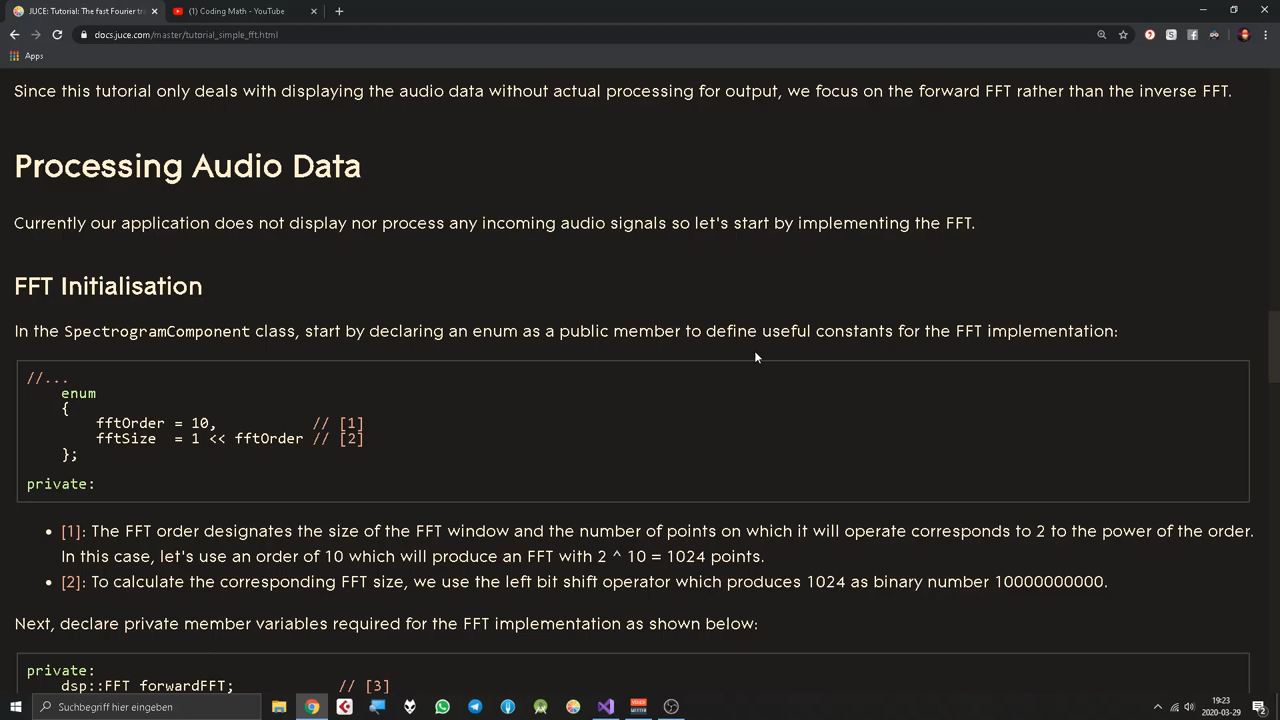 JUCE: Tutorial: The fast Fourier tr
(1) Coding Math - YouTube
docs.juce.com/master/tutorial_simple_fft.html
Apps
Since this tutorial only deals with displaying the audio data without actual processing for output, we focus on the forward FFT rather than the inverse FFT.
Processing Audio Data
Currently our application does not display nor process any incoming audio signals so let's start by implementing the FFT.
FFT Initialisation
In the SpectrogramComponent class, start by declaring an enum as a public member to define useful constants for the FFT implementation:
//...
enum
{
fftOrder = 10, // [1]
fftSize = 1 << fftOrder // [2]
};
private:
• [1]: The FFT order designates the size of the FFT window and the number of points on which it will operate corresponds to 2 to the power of the order.
In this case, let's use an order of 10 which will produce an FFT with 2 ^ 10 = 1024 points.
• [2]: To calculate the corresponding FFT size, we use the left bit shift operator which produces 1024 as binary number 10000000000.
Next, declare private member variables required for the FFT implementation as shown below:
private:
dsp::FFT forwardFFT; // [3]
Suchbegriff hier eingeben
19:23
2020-03-29